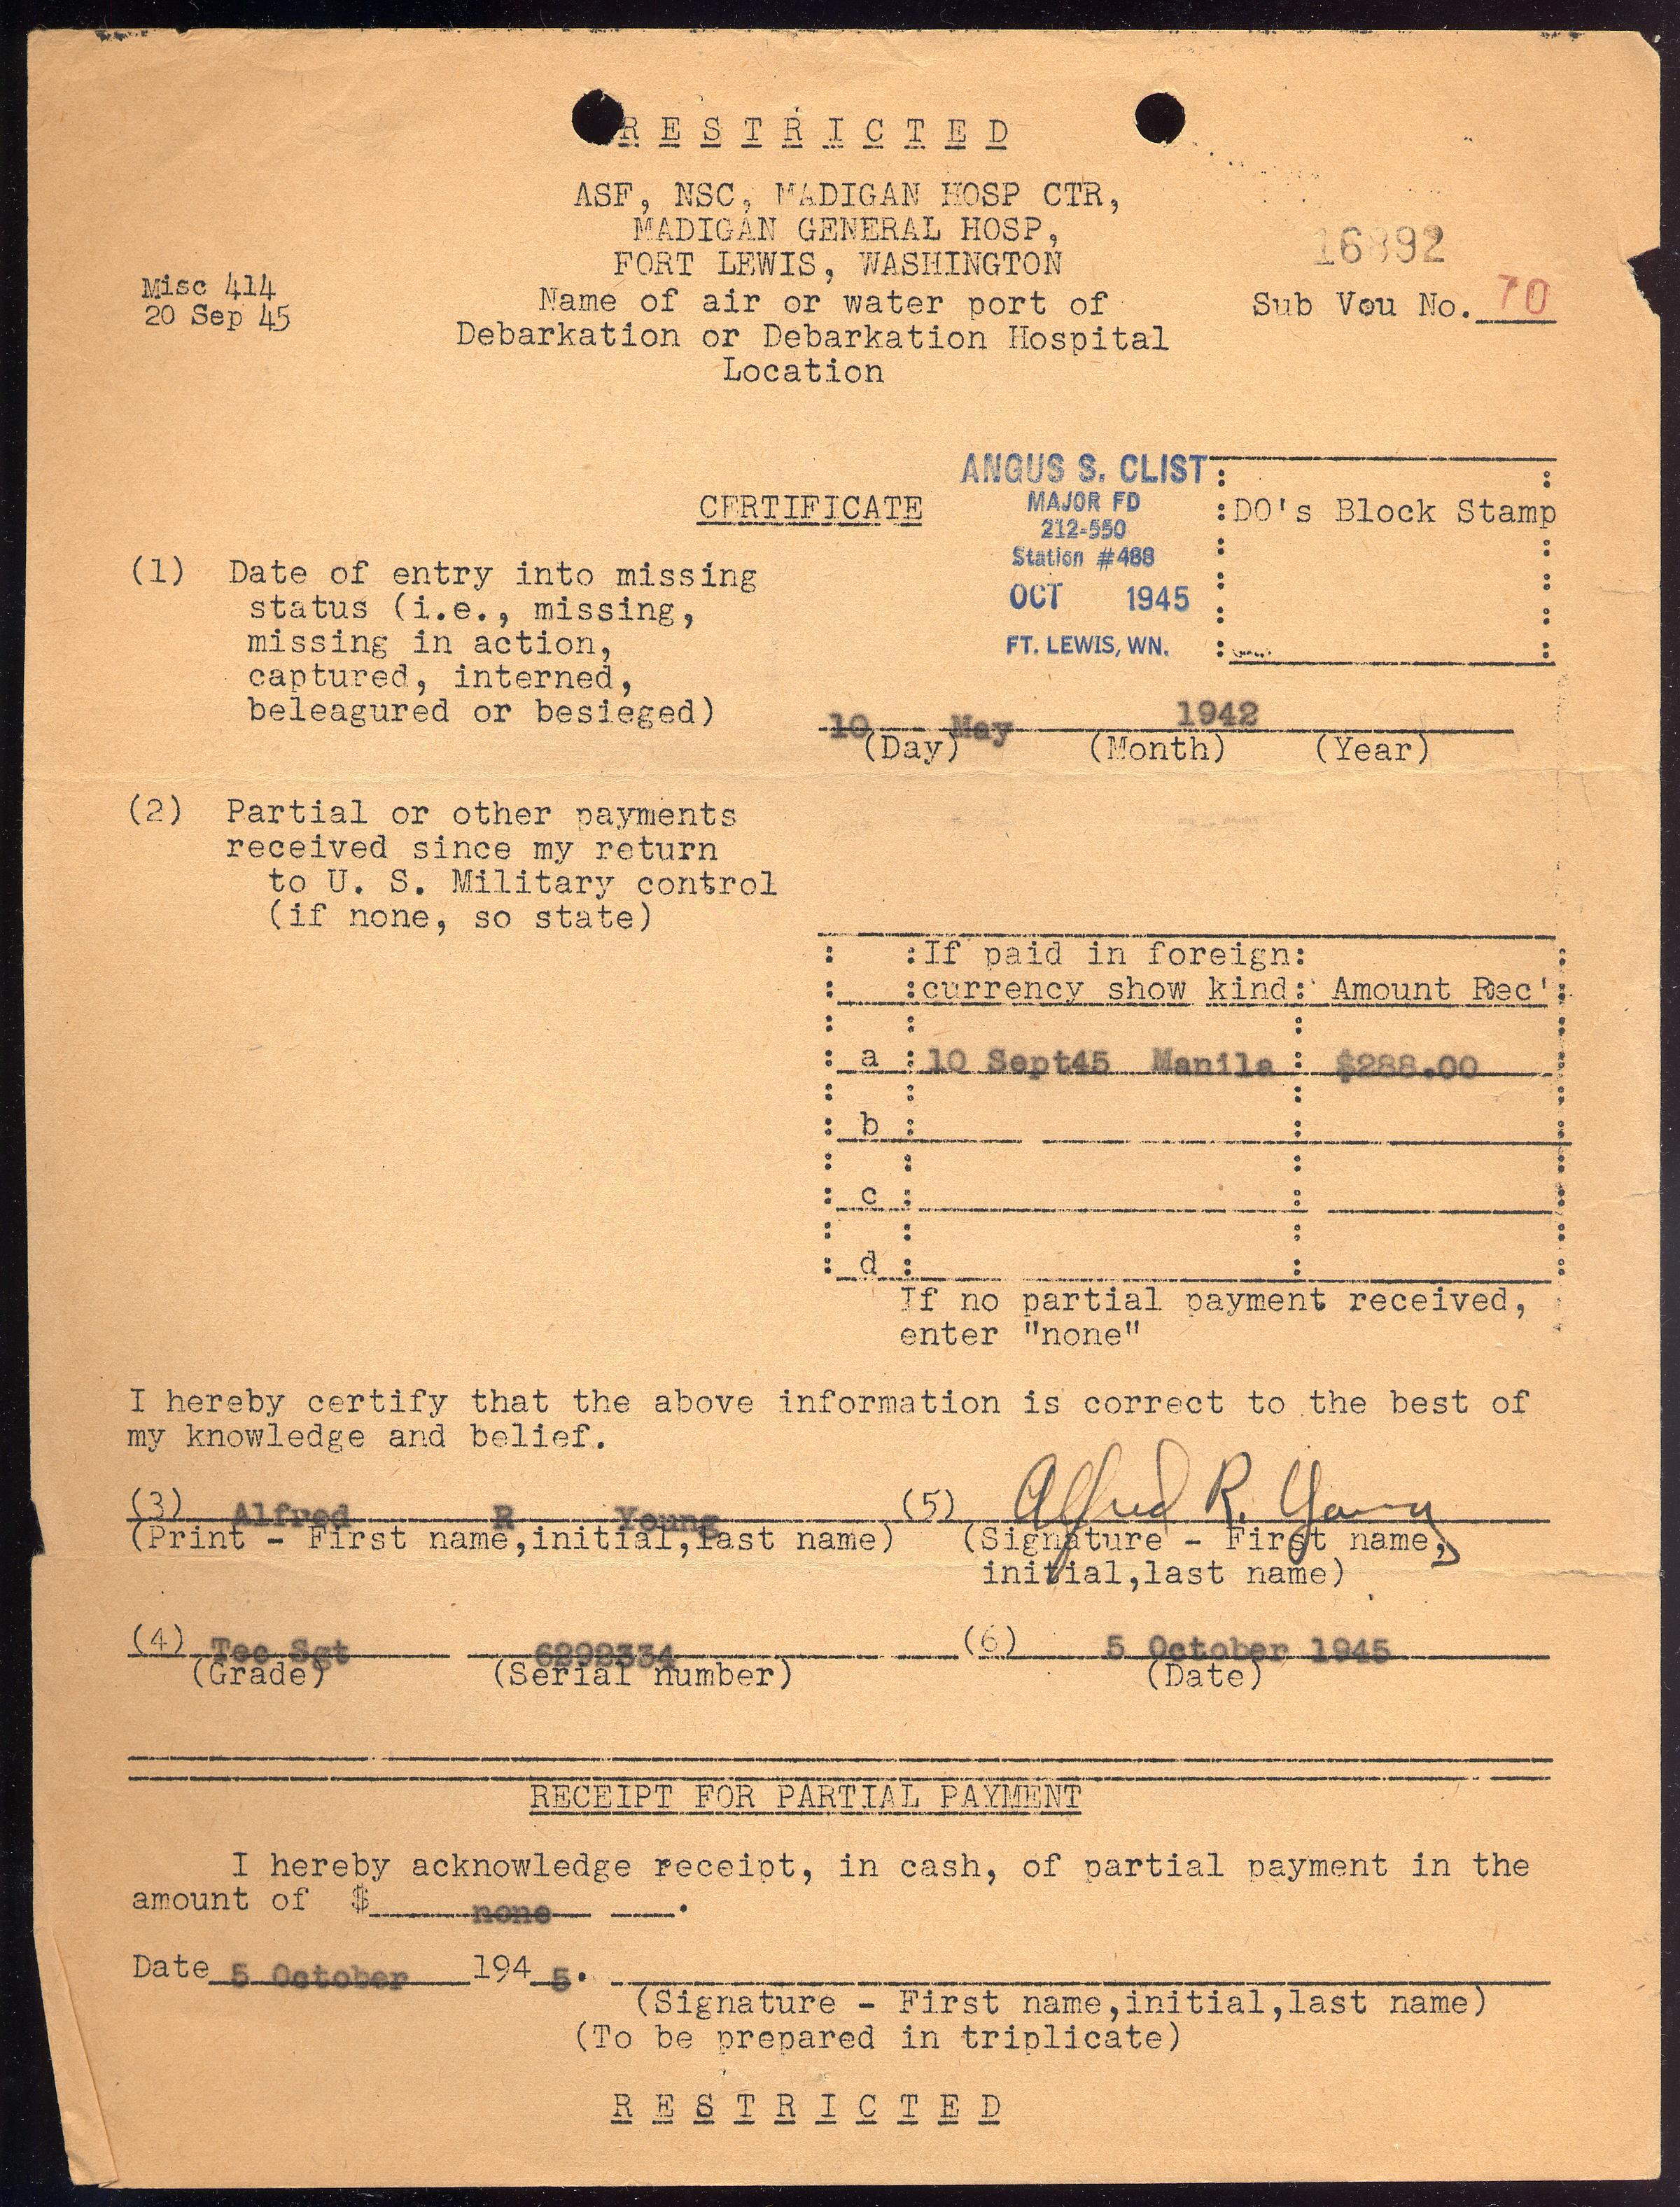 R E S T R I C T E D
ASF, NSC, MADIGAN HOSP CTR,
MADIGAN GENERAL HOSP,
FORT LEWIS, WASHINGTON
Misc 414
20 Sep 45
Name of air or water port of
Debarkation or Debarkation Hospital
Location
16892
Sub Vou No. 70
CERTIFICATE
ANGUS S. CLIST
MAJOR FD
212-550
Station #468
OCT 1945
FT. LEWIS, WN.
DO's Block Stamp
(1) Date of entry into missing
status (i.e., missing,
missing in action,
captured, interned,
beleagured or besieged)
10 May 1942
(Day) (Month) (Year)
(2) Partial or other payments
received since my return
to U. S. Military control
(if none, so state)
If paid in foreign
currency show kind Amount Rec'
a 10 Sept45 Manila $288.00
b
c
d
If no partial payment received,
enter "none"
I hereby certify that the above information is correct to the best of
my knowledge and belief.
(3) Alfred R Young (5) Alfred R. Young
(Print - First name,initial,last name) (Signature - First name,
initial,last name)
(4) Tec Sgt 6292334 (6) 5 October 1945
(Grade) (Serial number) (Date)
RECEIPT FOR PARTIAL PAYMENT
I hereby acknowledge receipt, in cash, of partial payment in the
amount of $ none .
Date 5 October 194 5.
(Signature - First name,initial,last name)
(To be prepared in triplicate)
R E S T R I C T E D